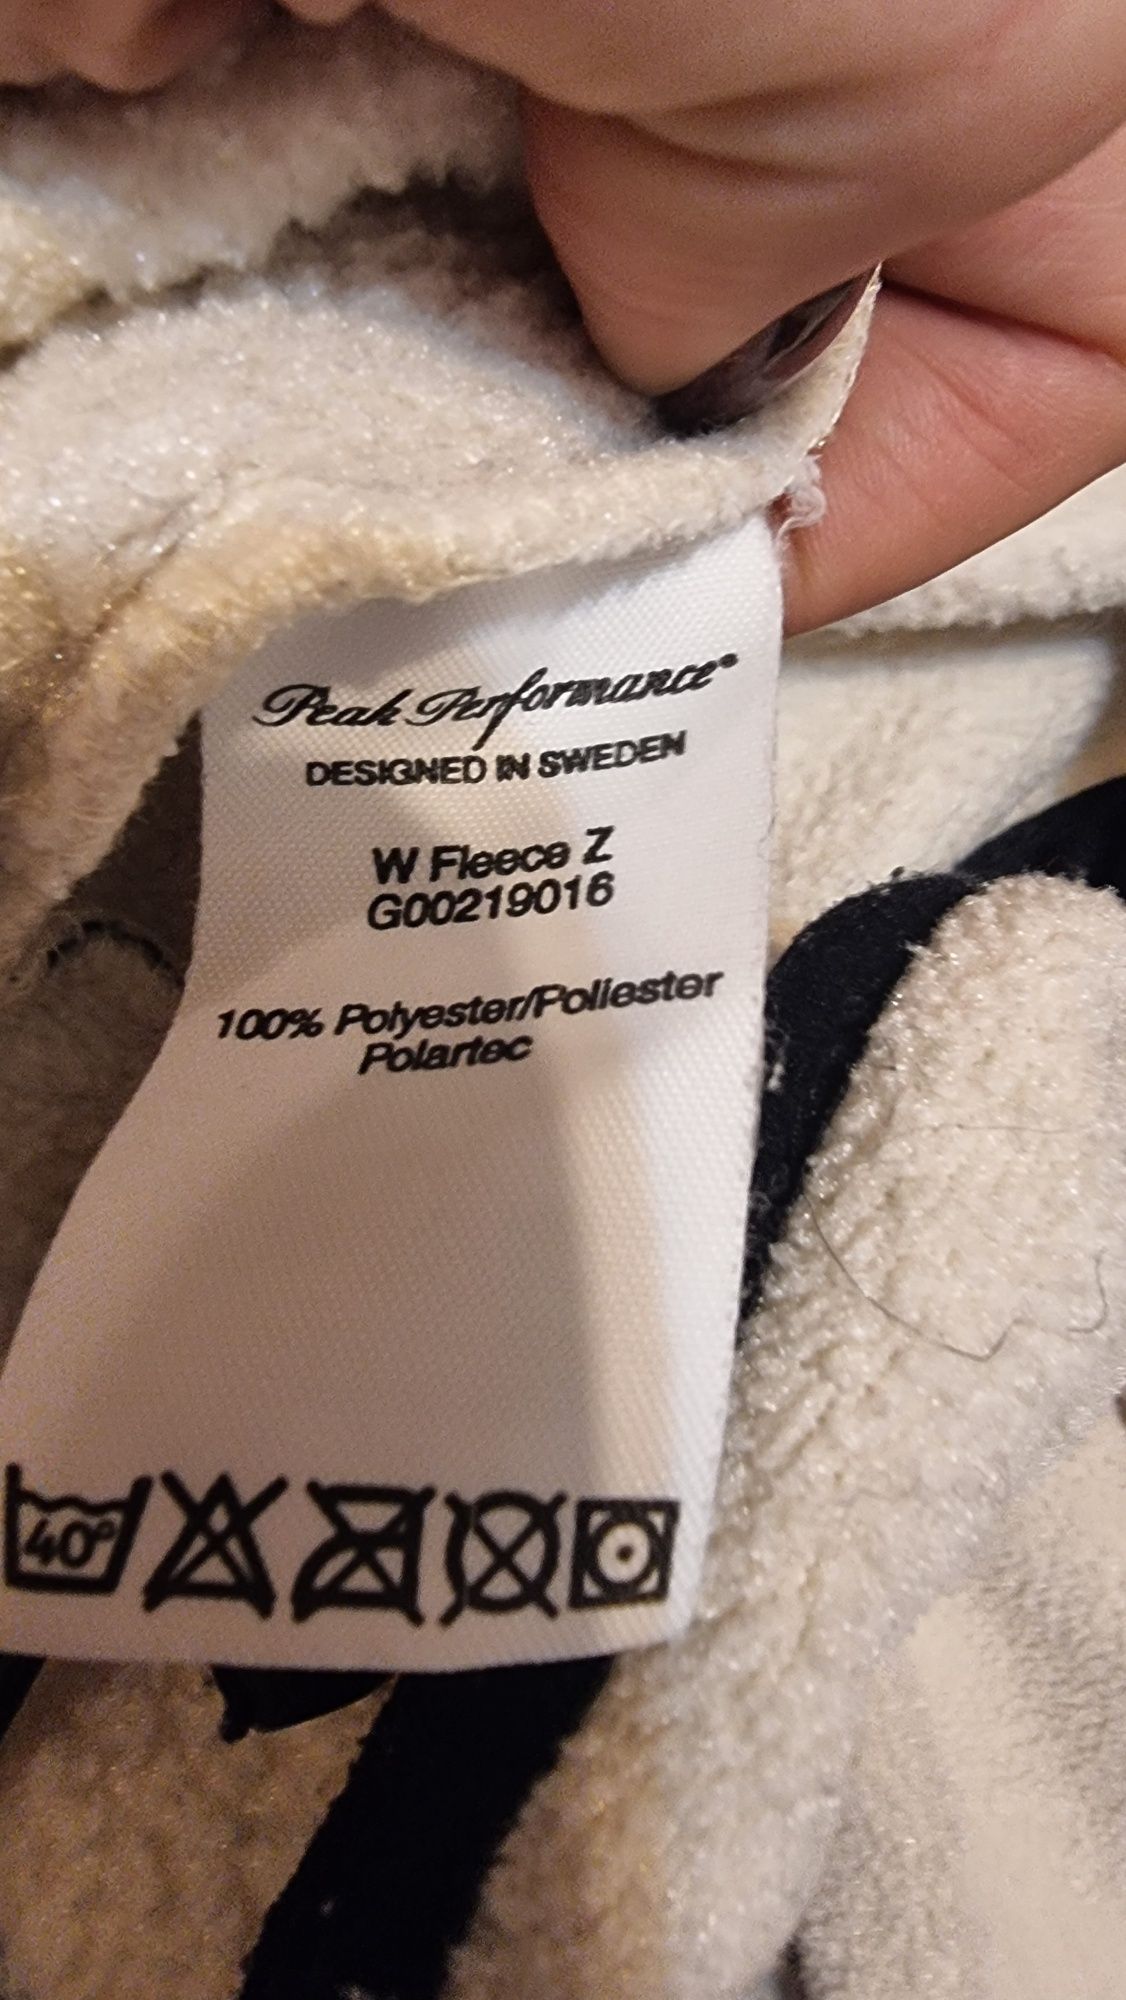 Peak Performance®
DESIGNED IN SWEDEN
W Fleece Z
G00219016
100% Polyester/Poliester
Polartec
40°